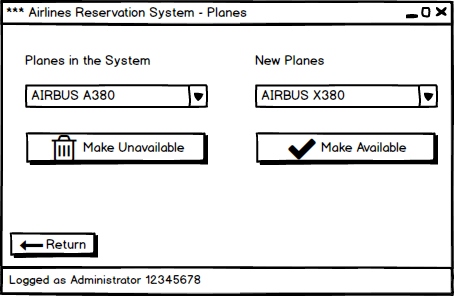 *** Airlines Reservation System - Planes
Planes in the System
New Planes
AIRBUS A380
AIRBUS X380
Make Unavailable
Make Available
Return
Logged as Administrator 12345678